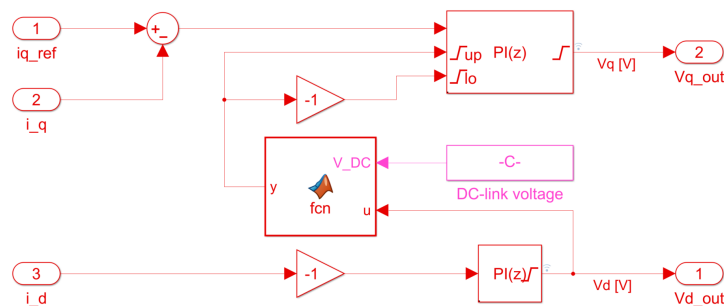 1
iq_ref
+
-
up
lo
PI(z)
Vq [V]
2
Vq_out
2
i_q
-1
V_DC
y
fcn
u
-C-
DC-link voltage
3
i_d
-1
PI(z)
Vd [V]
1
Vd_out